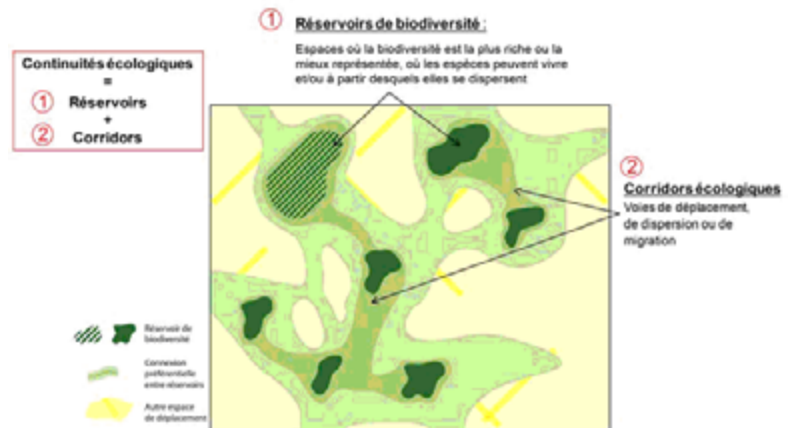 ① Réservoirs de biodiversité :
Espaces où la biodiversité est la plus riche ou la
mieux représentée, où les espèces peuvent vivre
et/ou à partir desquels elles se dispersent
Continuités écologiques
=
① Réservoirs
+
② Corridors
②
Corridors écologiques
Voies de déplacement,
de dispersion ou de
migration
Réservoir de
biodiversité
Connexion
préférentielle
entre réservoirs
Autre espace
de déplacement